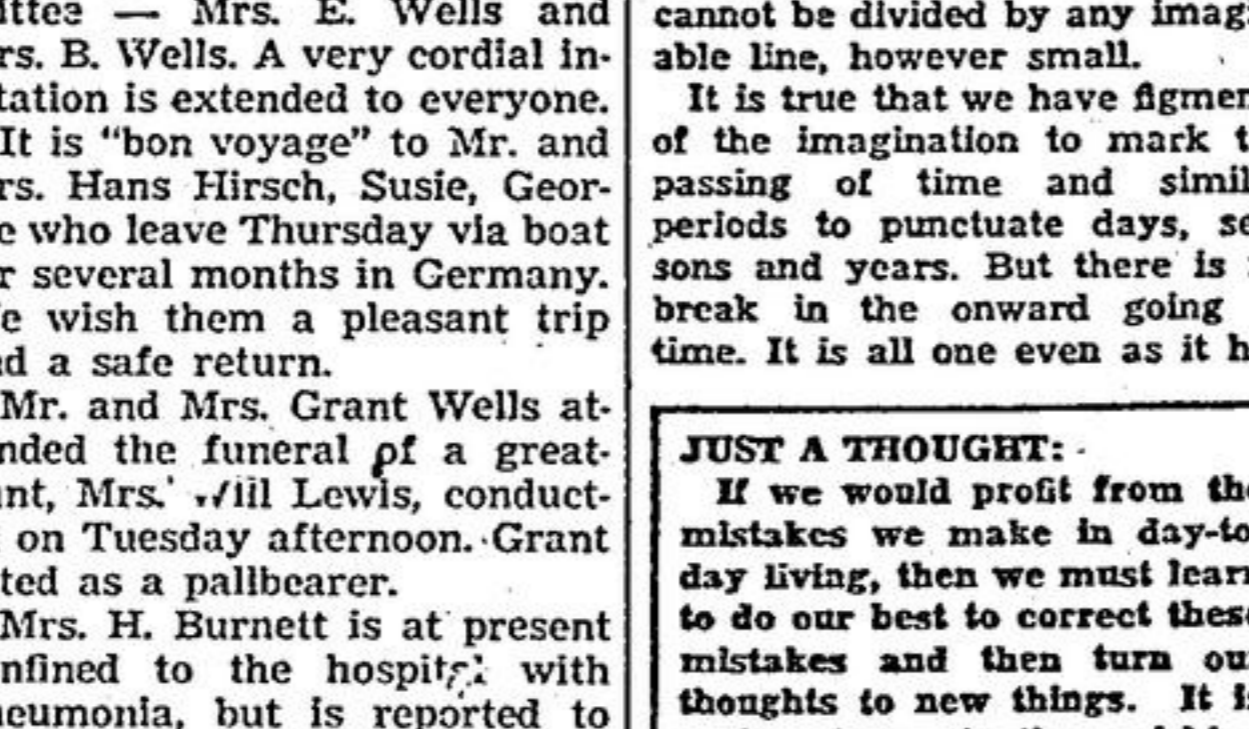 ittee — Mrs. E. Wells and
rs. B. Wells. A very cordial in-
tation is extended to everyone.
It is "bon voyage" to Mr. and
rs. Hans Hirsch, Susie, Geor-
e who leave Thursday via boat
r several months in Germany.
e wish them a pleasant trip
d a safe return.
Mr. and Mrs. Grant Wells at-
nded the funeral of a great-
nt, Mrs. Will Lewis, conduct-
on Tuesday afternoon. Grant
ted as a pallbearer.
Mrs. H. Burnett is at present
nfined to the hospital with
neumonia, but is reported to
cannot be divided by any imag
able line, however small.
It is true that we have figmen
of the imagination to mark t
passing of time and simil
periods to punctuate days, se
sons and years. But there is
break in the onward going
time. It is all one even as it h
JUST A THOUGHT:
If we would profit from the
mistakes we make in day-to
day living, then we must learn
to do our best to correct these
mistakes and then turn ou
thoughts to new things. It i